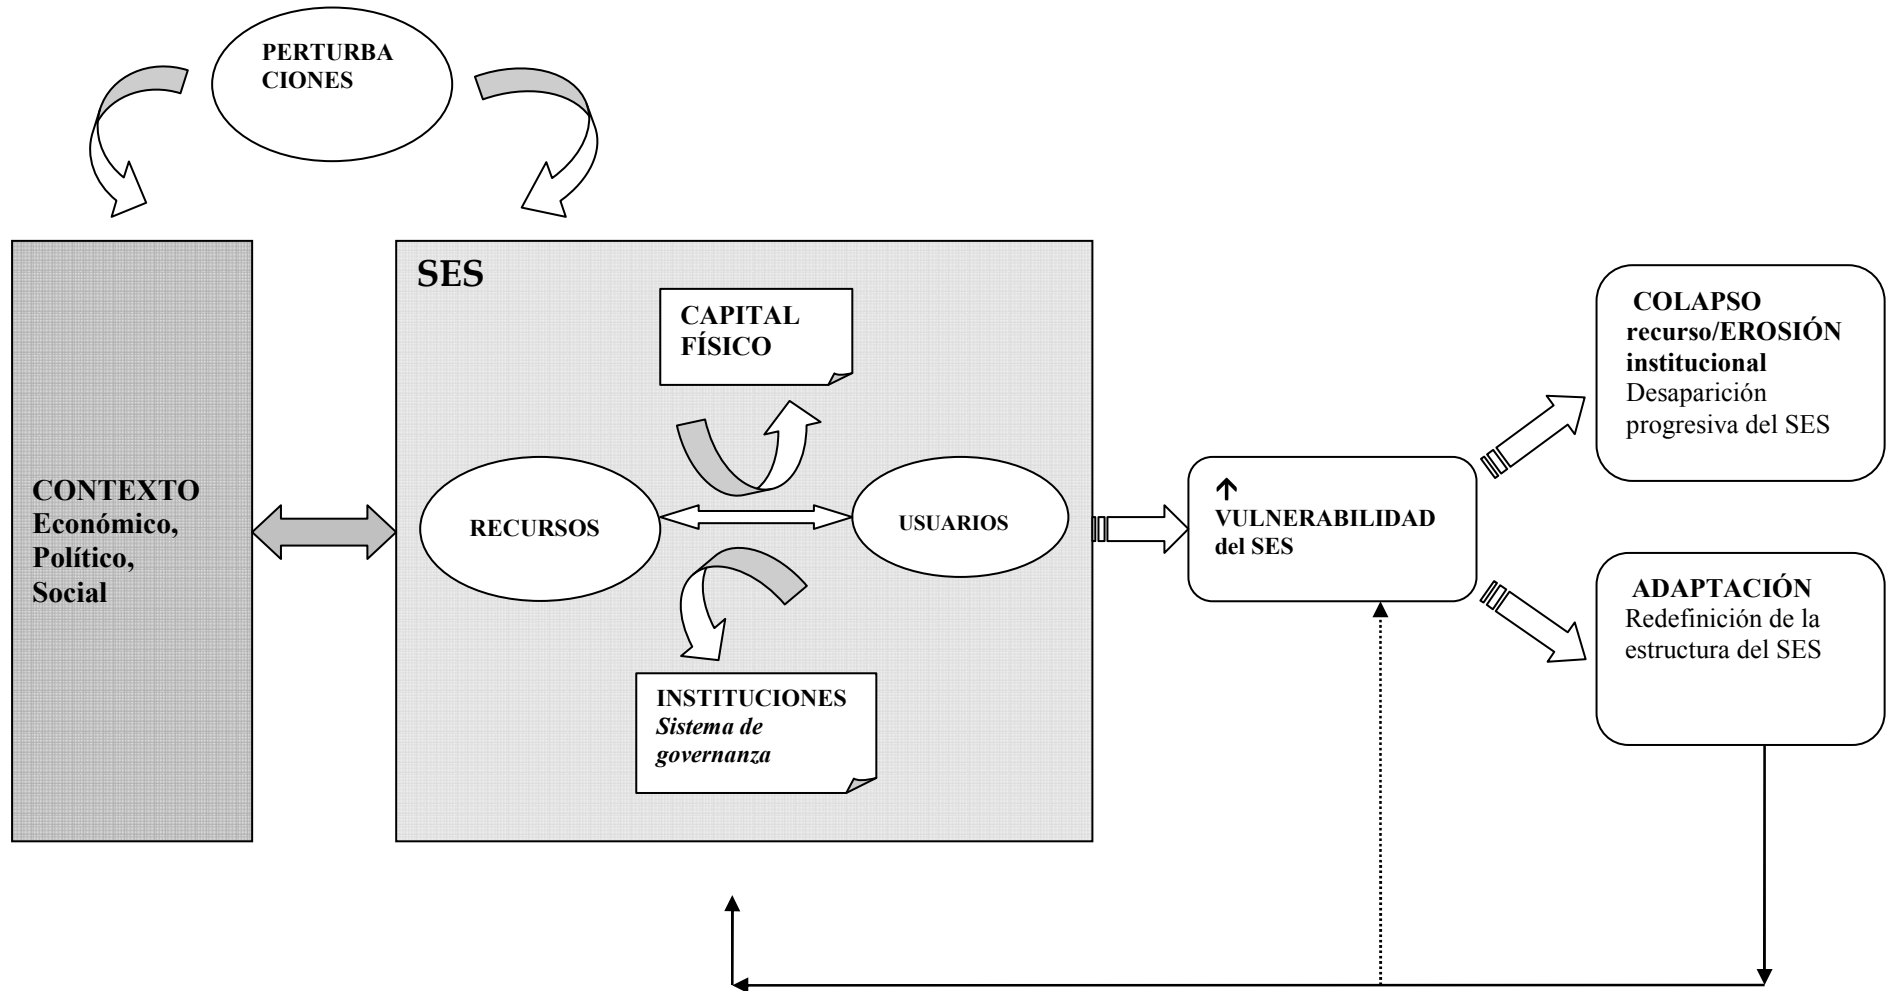 PERTURBA
CIONES
SES
CAPITAL
FÍSICO
CONTEXTO
Económico,
Político,
Social
RECURSOS
USUARIOS
INSTITUCIONES
Sistema de
governanza
↑
VULNERABILIDAD
del SES
COLAPSO
recurso/EROSIÓN
institucional
Desaparición
progresiva del SES
ADAPTACIÓN
Redefinición de la
estructura del SES